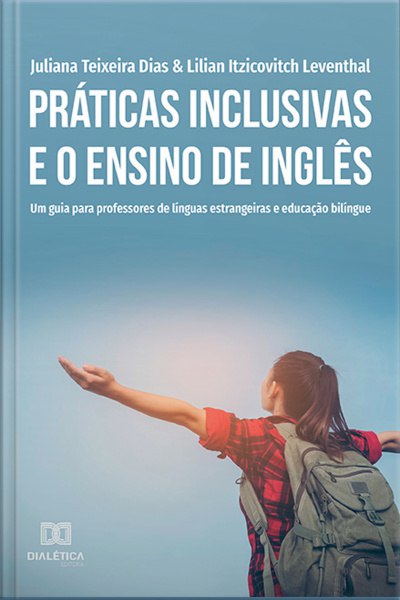 Juliana Teixeira Dias & Lilian Itzicovitch Leventhal
PRÁTICAS INCLUSIVAS
E O ENSINO DE INGLÊS
Um guia para professores de línguas estrangeiras e educação bilíngue
DIALÉTICA
EDITORA